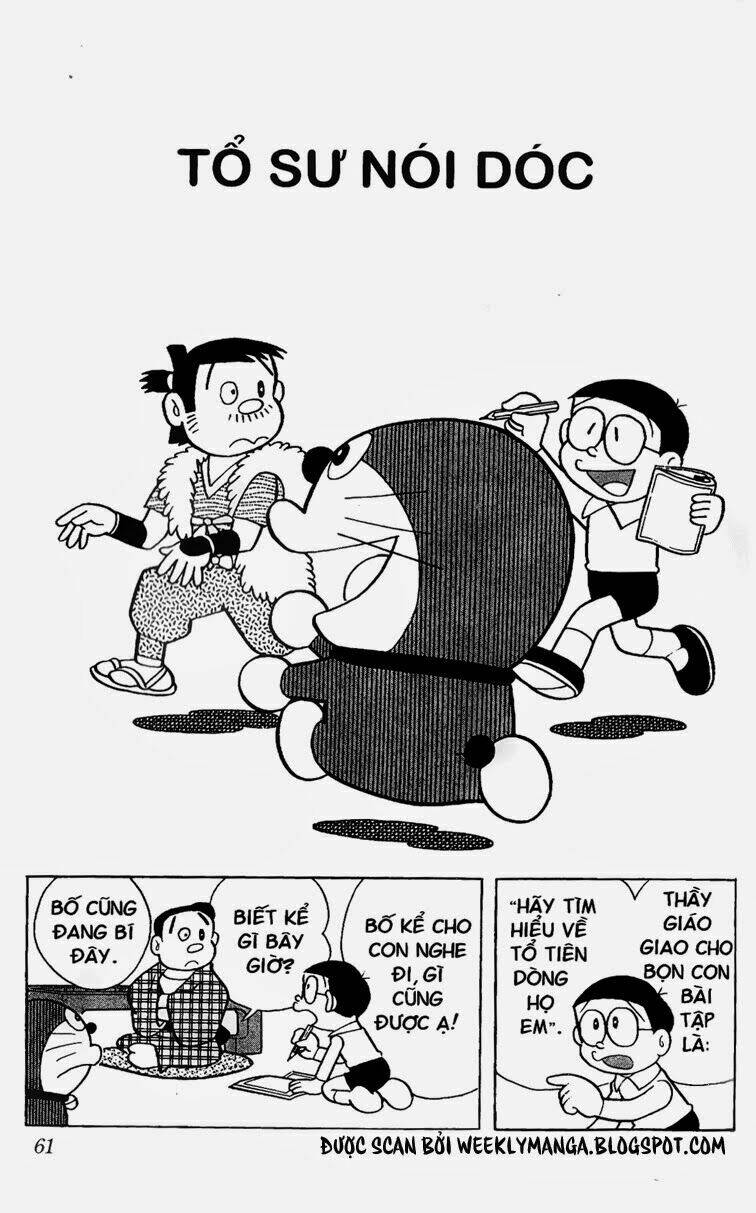 TỔ SƯ NÓI DÓC
THẦY
GIÁO
GIAO CHO
BỌN CON
BÀI
TẬP
LÀ:
"HÃY TÌM
HIỂU VỀ
TỔ TIÊN
DÒNG
HỌ
EM".
BỐ KỂ CHO
CON NGHE
ĐI, GÌ
CŨNG
ĐƯỢC Ạ!
BIẾT KỂ
GÌ BÂY
GIỜ?
BỐ CŨNG
ĐANG BÍ
ĐÂY.
61
ĐƯỢC SCAN BỞI WEEKLYMANGA.BLOGSPOT.COM